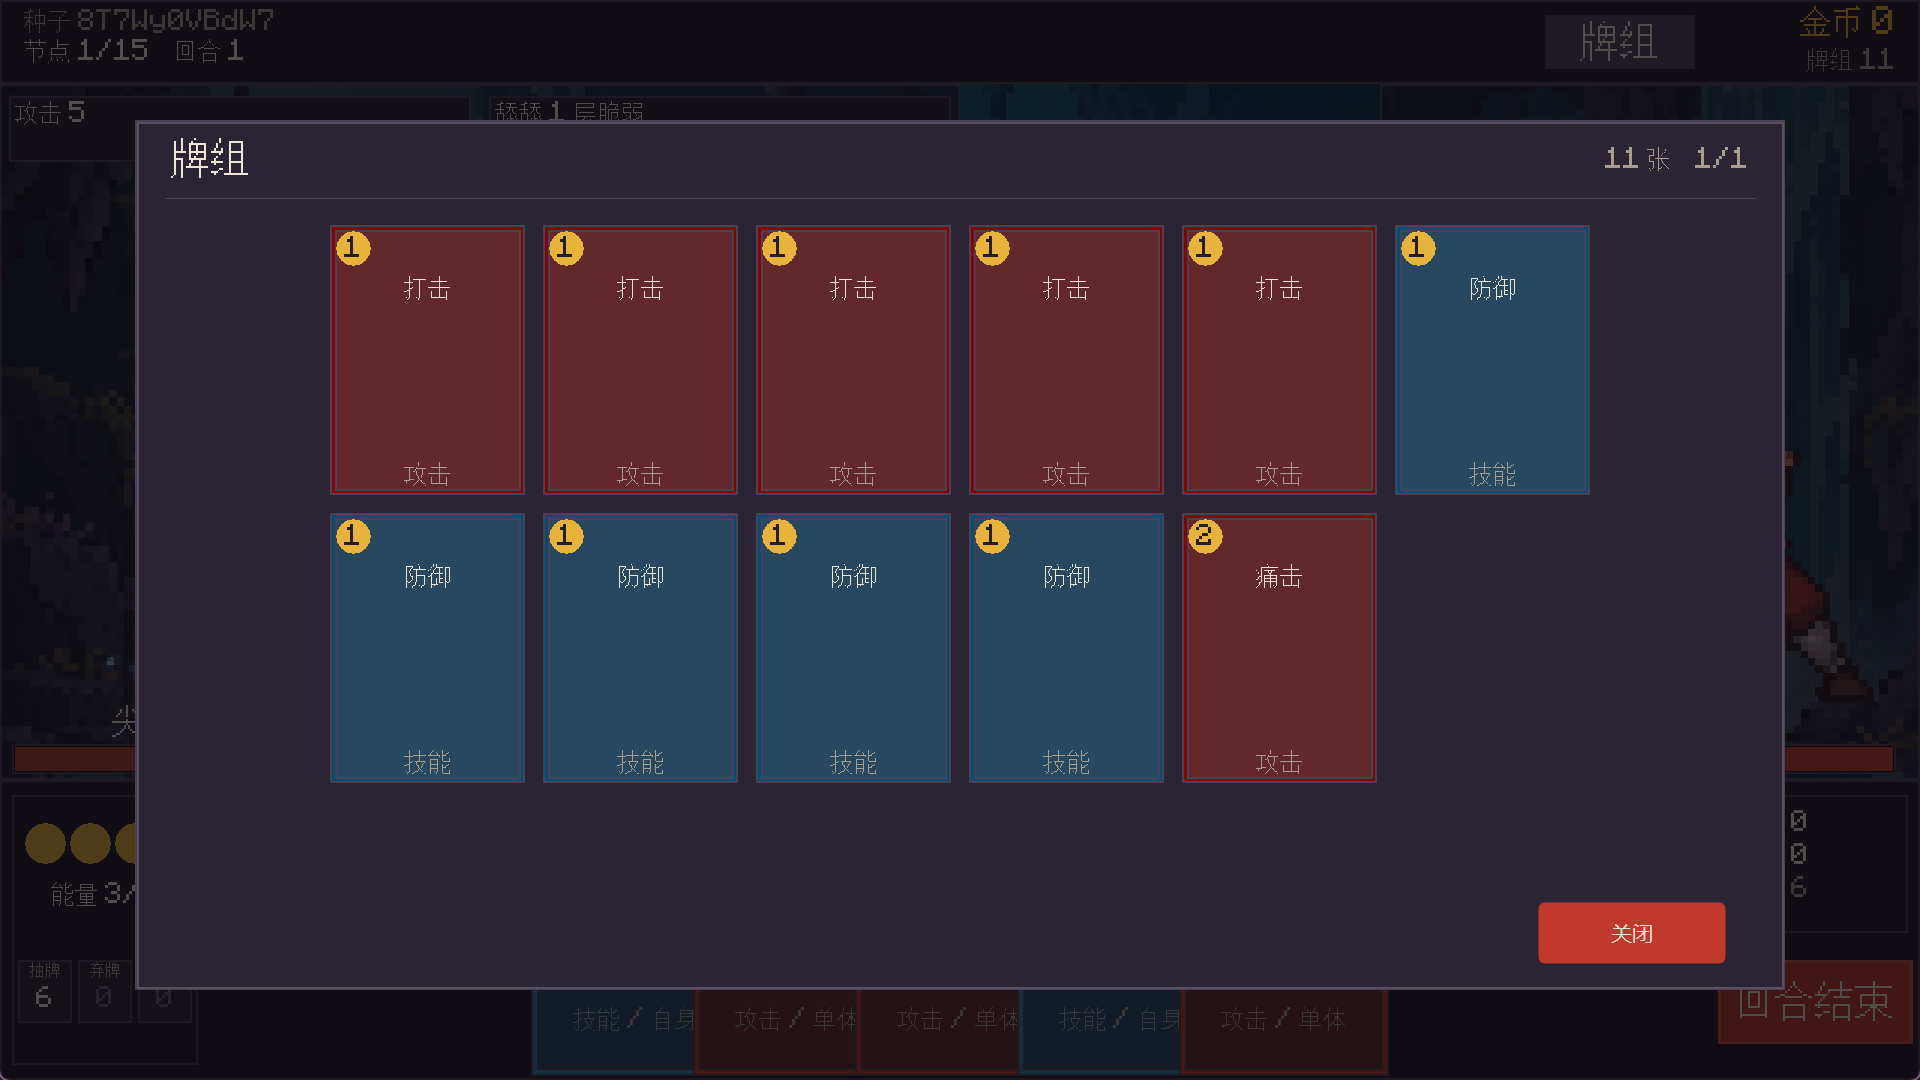 种子 8T7Wy0VBdW7
节点 1/15 回合 1
牌组
金币 0
牌组 11
攻击 5
舔舔 1 层脆弱
牌组
11 张 1/1
1 打击 攻击
1 打击 攻击
1 打击 攻击
1 打击 攻击
1 打击 攻击
1 防御 技能
1 防御 技能
1 防御 技能
1 防御 技能
1 防御 技能
2 痛击 攻击
关闭
尖
能量 3/
0
0
6
抽牌 6
弃牌 0
0
技能 / 自身
攻击 / 单体
攻击 / 单体
技能 / 自身
攻击 / 单体
回合结束